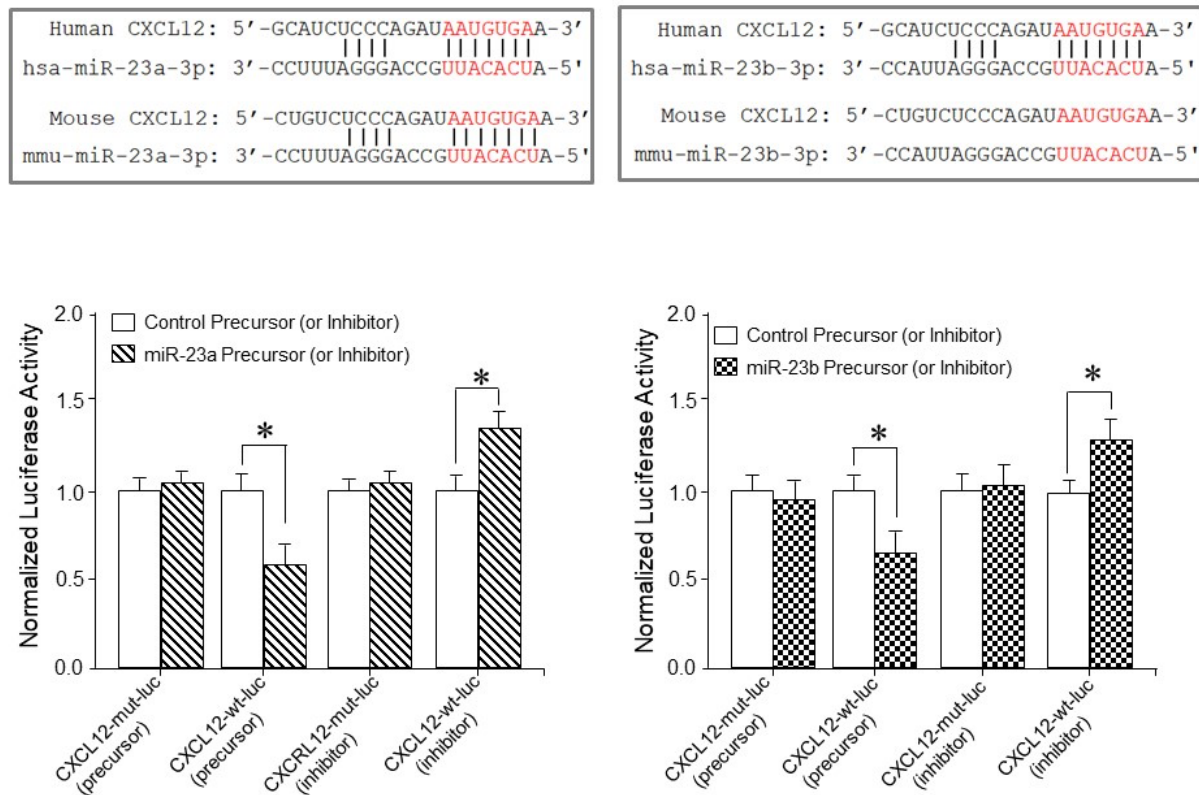 Human CXCL12: 5′-GCAUCUCCCAGAUAAUGUGAA-3′
hsa-miR-23a-3p: 3′-CCUUUAGGGACCGUUACACUA-5'
Mouse CXCL12: 5′-CUGUCUCCCAGAUAAUGUGAA-3′
mmu-miR-23a-3p: 3′-CCUUUAGGGACCGUUACACUA-5'
Human CXCL12: 5′-GCAUCUCCCAGAUAAUGUGAA-3′
hsa-miR-23b-3p: 3′-CCAUUAGGGACCGUUACACUA-5'
Mouse CXCL12: 5′-CUGUCUCCCAGAUAAUGUGAA-3′
mmu-miR-23b-3p: 3′-CCAUUAGGGACCGUUACACUA-5'
Normalized Luciferase Activity
2.0
1.5
1.0
0.5
0.0
Control Precursor (or Inhibitor)
miR-23a Precursor (or Inhibitor)
*
*
CXCL12-mut-luc
(precursor)
CXCL12-wt-luc
(precursor)
CXCRL12-mut-luc
(inhibitor)
CXCL12-wt-luc
(inhibitor)
Normalized Luciferase Activity
2.0
1.5
1.0
0.5
0.0
Control Precursor (or Inhibitor)
miR-23b Precursor (or Inhibitor)
*
*
CXCL12-mut-luc
(precursor)
CXCL12-wt-luc
(precursor)
CXCL12-mut-luc
(inhibitor)
CXCL12-wt-luc
(inhibitor)